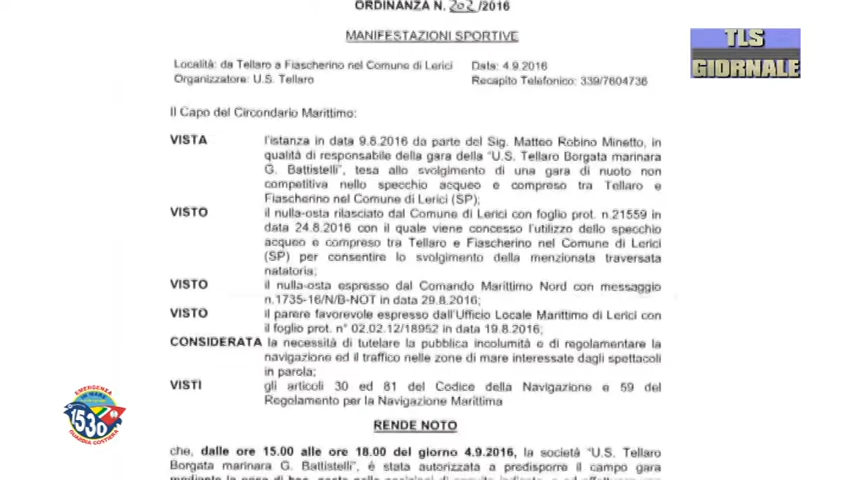 ORDINANZA N. 202 /2016
TLS
GIORNALE
MANIFESTAZIONI SPORTIVE
Località: da Tellaro a Fiascherino nel Comune di Lerici Data: 4.9.2016
Organizzatore: U.S. Tellaro Recapito Telefonico: 339/7604736
Il Capo del Circondario Marittimo:
VISTA l'istanza in data 9.8.2016 da parte del Sig. Matteo Robino Minetto, in
qualità di responsabile della gara della "U.S. Tellaro Borgata marinara
G. Battistelli", tesa allo svolgimento di una gara di nuoto non
competitiva nello specchio acqueo e compreso tra Tellaro e
Fiascherino nel Comune di Lerici (SP);
VISTO il nulla-osta rilasciato dal Comune di Lerici con foglio prot. n.21559 in
data 24.8.2016 con il quale viene concesso l'utilizzo dello specchio
acqueo e compreso tra Tellaro e Fiascherino nel Comune di Lerici
(SP) per consentire lo svolgimento della menzionata traversata
natatoria;
VISTO il nulla-osta espresso dal Comando Marittimo Nord con messaggio
n.1735-16/N/B-NOT in data 29.8.2016;
VISTO il parere favorevole espresso dall'Ufficio Locale Marittimo di Lerici con
il foglio prot. n° 02.02.12/18952 in data 19.8.2016;
CONSIDERATA la necessità di tutelare la pubblica incolumità e di regolamentare la
navigazione ed il traffico nelle zone di mare interessate dagli spettacoli
in parola;
VISTI gli articoli 30 ed 81 del Codice della Navigazione e 59 del
Regolamento per la Navigazione Marittima
EMERGENZA
IN MARE
1530
GUARDIA COSTIERA
RENDE NOTO
che, dalle ore 15.00 alle ore 18.00 del giorno 4.9.2016, la società "U.S. Tellaro
Borgata marinara G. Battistelli", é stata autorizzata a predisporre il campo gara